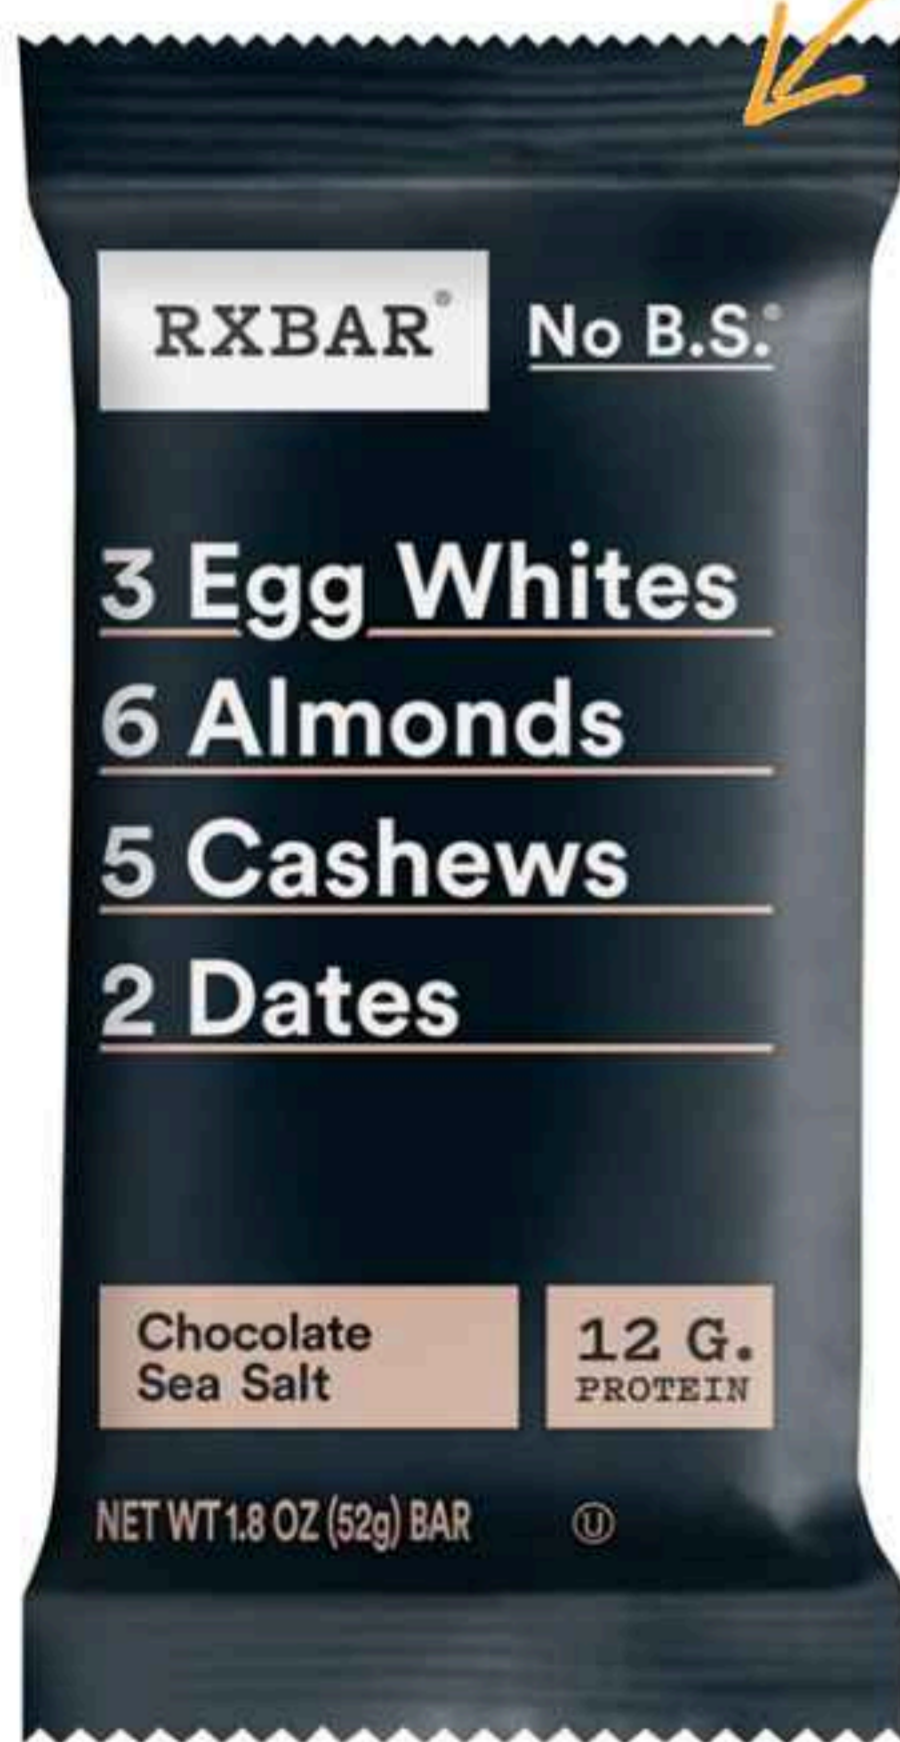 RXBAR®
No B.S.®
3 Egg Whites
6 Almonds
5 Cashews
2 Dates
Chocolate
Sea Salt
12 G.
PROTEIN
NET WT 1.8 OZ (52g) BAR
U